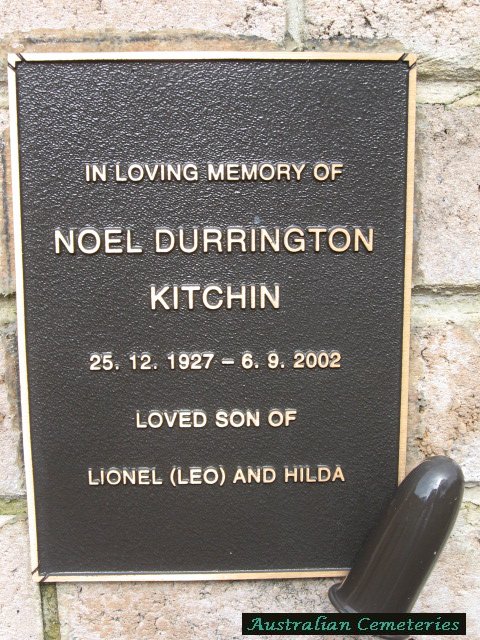 IN LOVING MEMORY OF
NOEL DURRINGTON
KITCHIN
25. 12. 1927 – 6. 9. 2002
LOVED SON OF
LIONEL (LEO) AND HILDA
Australian Cemeteries